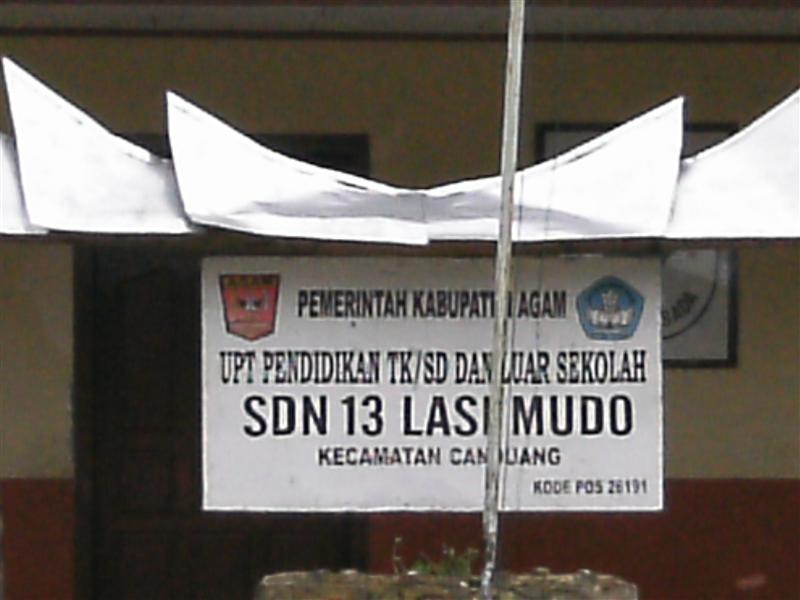 AGAM
PEMERINTAH KABUPATEN AGAM
UPT PENDIDIKAN TK/SD DAN LUAR SEKOLAH
SDN 13 LASI MUDO
KECAMATAN CANDUANG
KODE POS 26191